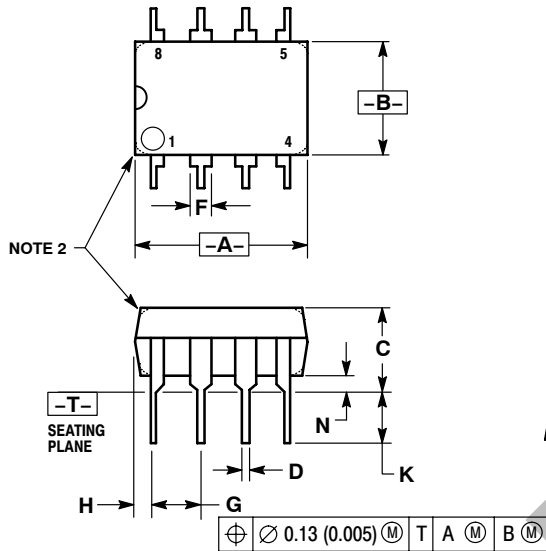 8 5
–B–
1 4
F
NOTE 2
–A–
C
–T–
N
SEATING
PLANE
D
K
H
G
⌖ ∅ 0.13 (0.005) Ⓜ T A Ⓜ B Ⓜ